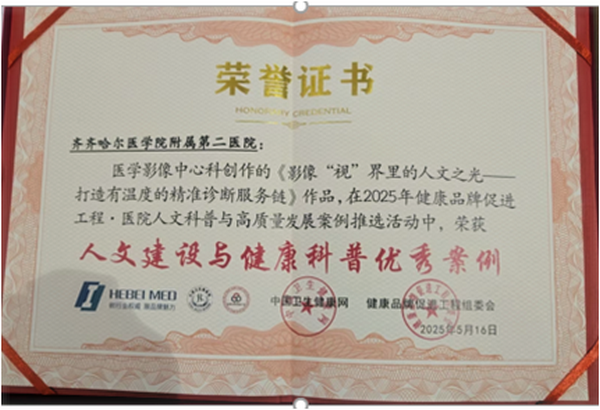 荣誉证书
HONORARY CREDENTIAL
齐齐哈尔医学院附属第二医院：
医学影像中心科创作的《影像“视”界里的人文之光——
打造有温度的精准诊断服务链》作品，在2025年健康品牌促进
工程·医院人文科普与高质量发展案例推选活动中，荣获
人文建设与健康科普优秀案例
HEBEI MED
中国卫生健康网 健康品牌促进工程组委会
2025年5月16日